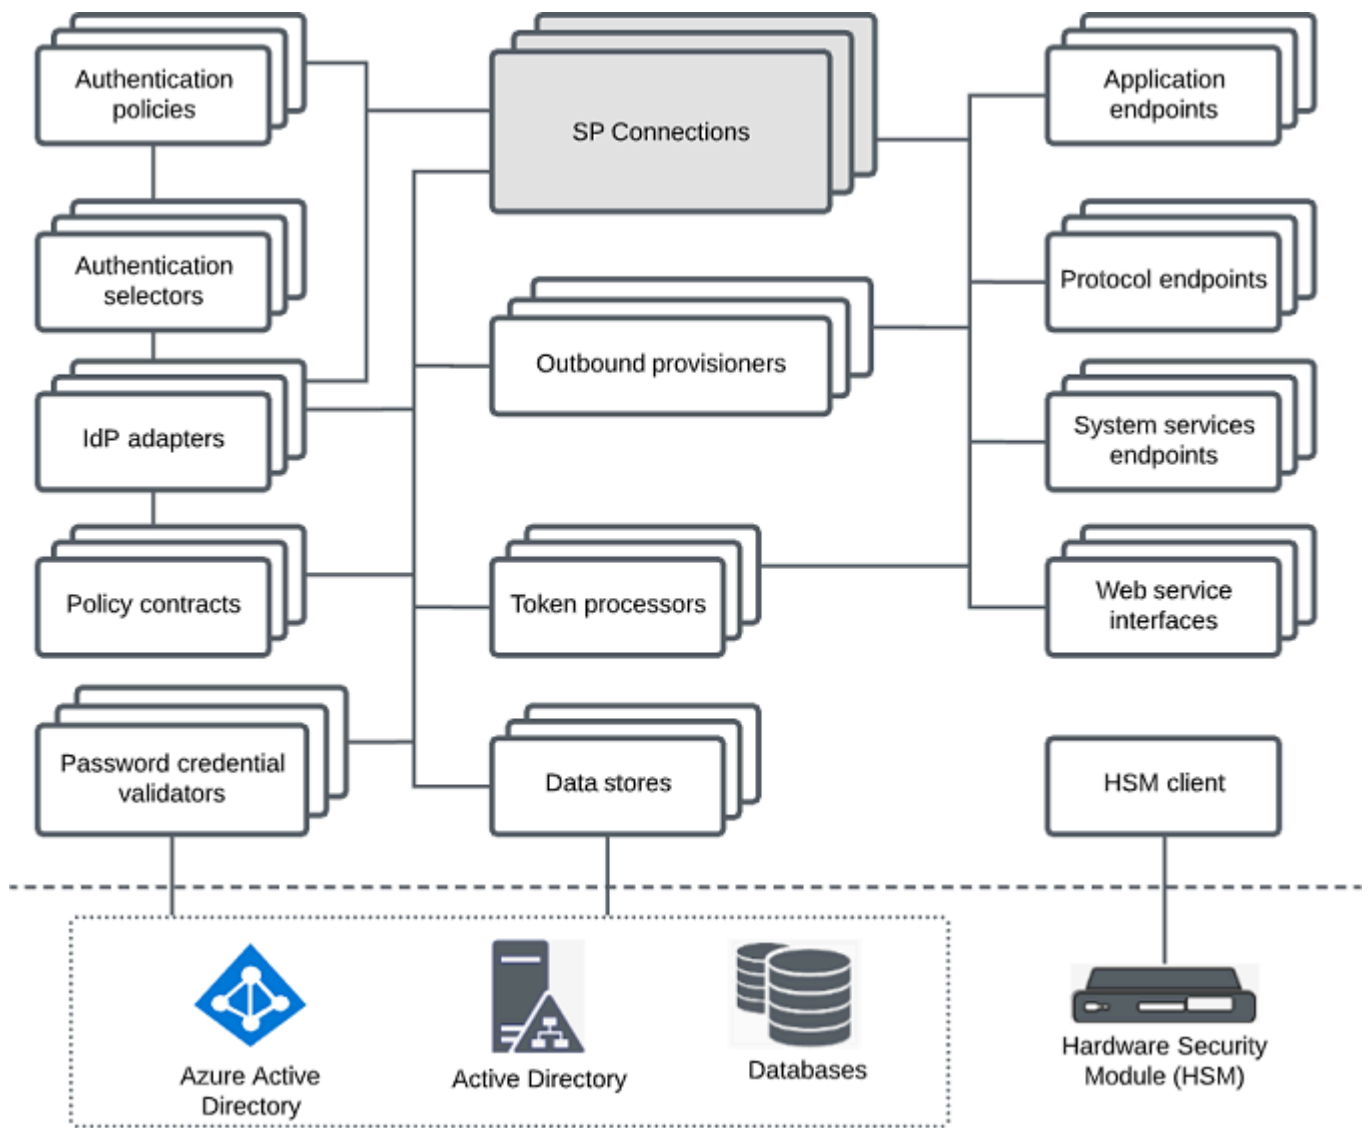 Authentication
policies
SP Connections
Application
endpoints
Authentication
selectors
Protocol endpoints
Outbound provisioners
IdP adapters
System services
endpoints
Policy contracts
Token processors
Web service
interfaces
Password credential
validators
Data stores
HSM client
Azure Active
Directory
Active Directory
Databases
Hardware Security
Module (HSM)